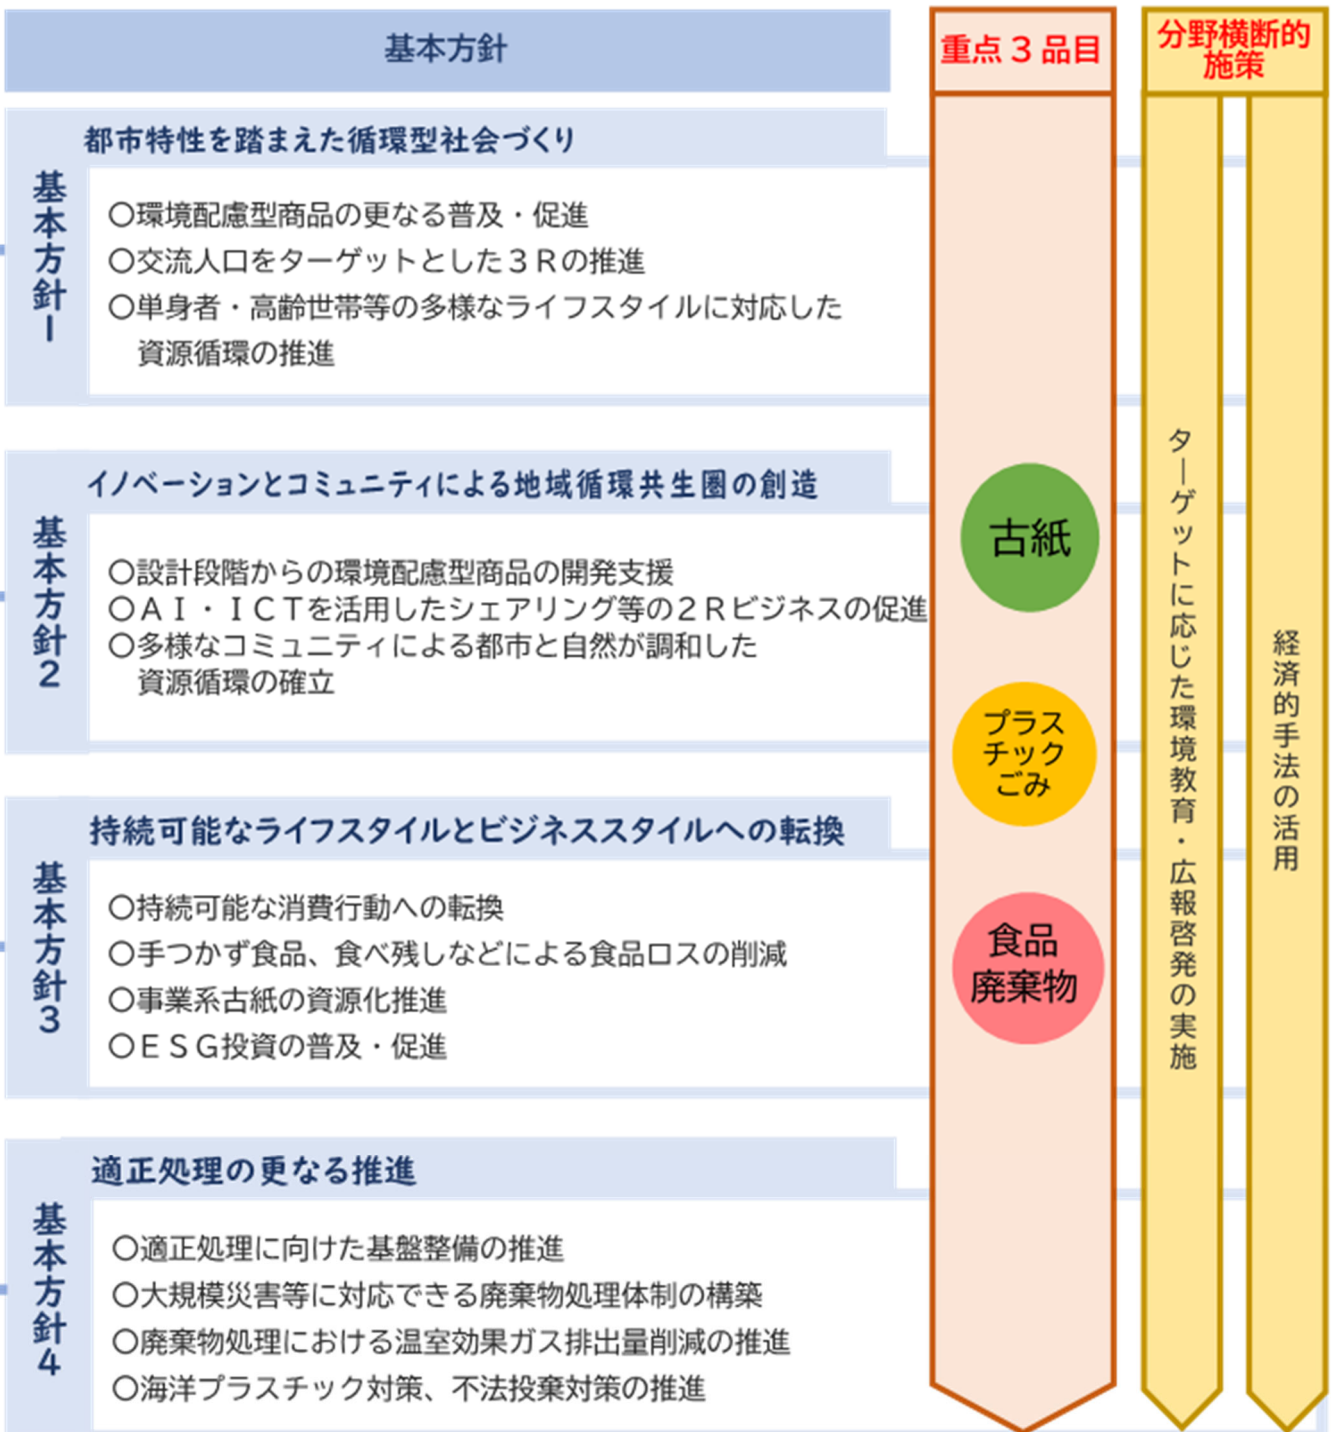 基本方針
重点３品目
分野横断的
施策
基本方針1
都市特性を踏まえた循環型社会づくり
〇環境配慮型商品の更なる普及・促進
〇交流人口をターゲットとした３Ｒの推進
〇単身者・高齢世帯等の多様なライフスタイルに対応した
資源循環の推進
基本方針2
イノベーションとコミュニティによる地域循環共生圏の創造
〇設計段階からの環境配慮型商品の開発支援
〇ＡＩ・ＩＣＴを活用したシェアリング等の２Ｒビジネスの促進
〇多様なコミュニティによる都市と自然が調和した
資源循環の確立
基本方針3
持続可能なライフスタイルとビジネススタイルへの転換
〇持続可能な消費行動への転換
〇手つかず食品、食べ残しなどによる食品ロスの削減
〇事業系古紙の資源化推進
〇ＥＳＧ投資の普及・促進
基本方針4
適正処理の更なる推進
〇適正処理に向けた基盤整備の推進
〇大規模災害等に対応できる廃棄物処理体制の構築
〇廃棄物処理における温室効果ガス排出量削減の推進
〇海洋プラスチック対策、不法投棄対策の推進
古紙
プラス
チック
ごみ
食品
廃棄物
ターゲットに応じた環境教育・広報啓発の実施
経済的手法の活用